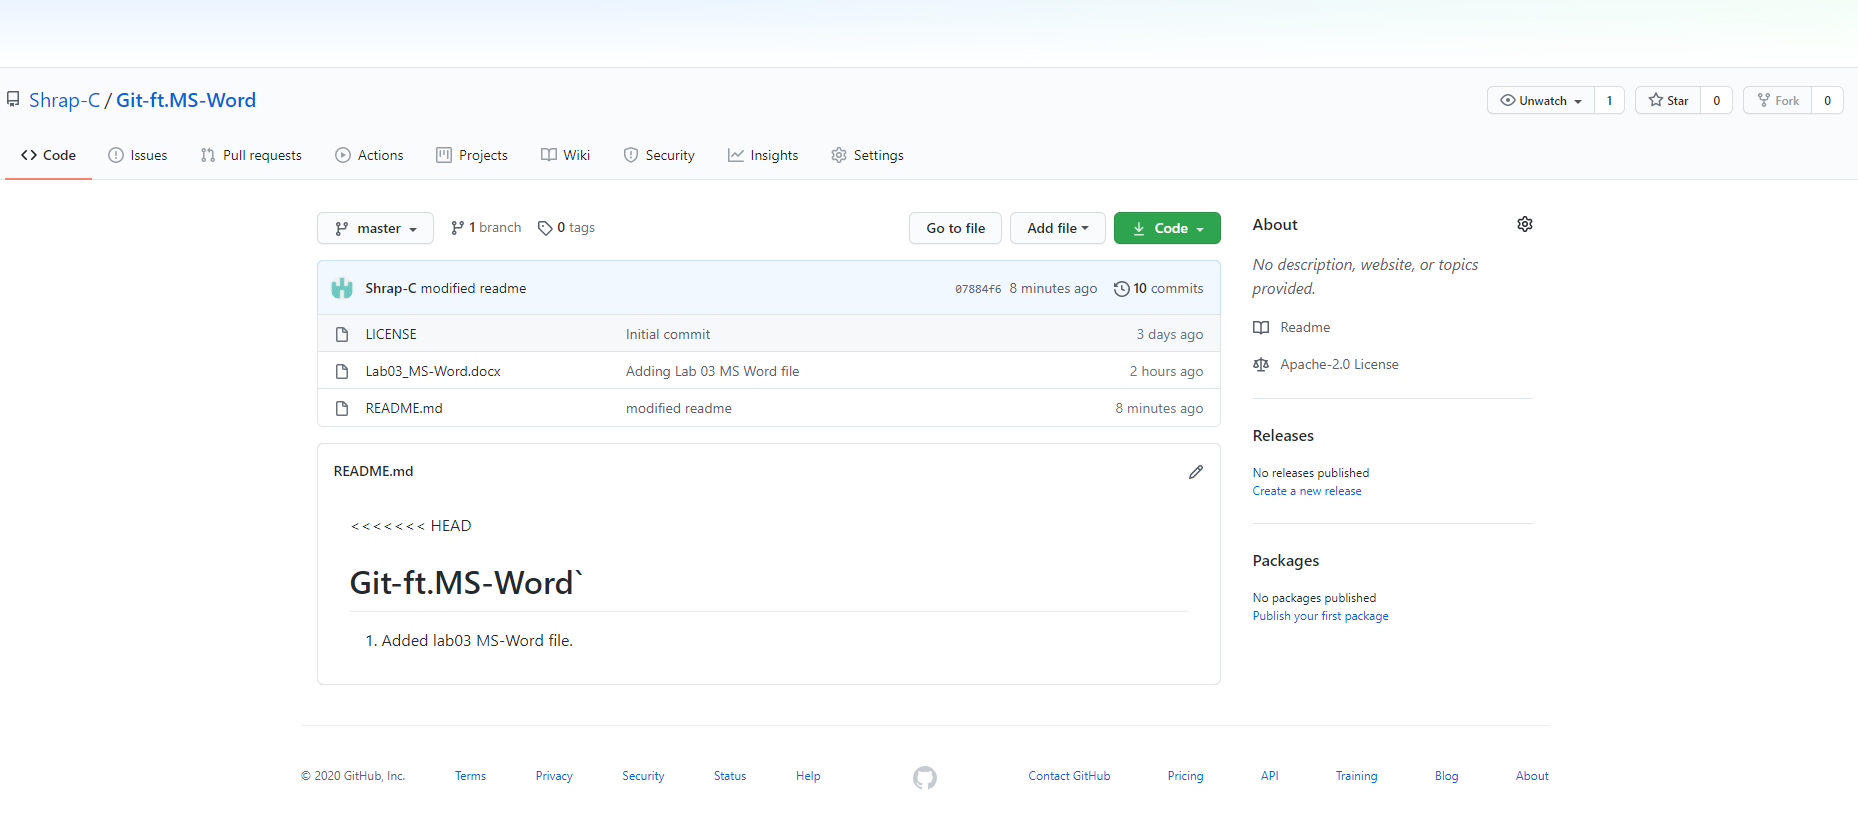 Shrap-C / Git-ft.MS-Word
Unwatch 1 Star 0 Fork 0
Code Issues Pull requests Actions Projects Wiki Security Insights Settings
master 1 branch 0 tags Go to file Add file Code
Shrap-C modified readme 07884f6 8 minutes ago 10 commits
LICENSE Initial commit 3 days ago
Lab03_MS-Word.docx Adding Lab 03 MS Word file 2 hours ago
README.md modified readme 8 minutes ago
README.md
<<<<<<< HEAD
Git-ft.MS-Word`
1. Added lab03 MS-Word file.
About
No description, website, or topics
provided.
Readme
Apache-2.0 License
Releases
No releases published
Create a new release
Packages
No packages published
Publish your first package
© 2020 GitHub, Inc. Terms Privacy Security Status Help Contact GitHub Pricing API Training Blog About